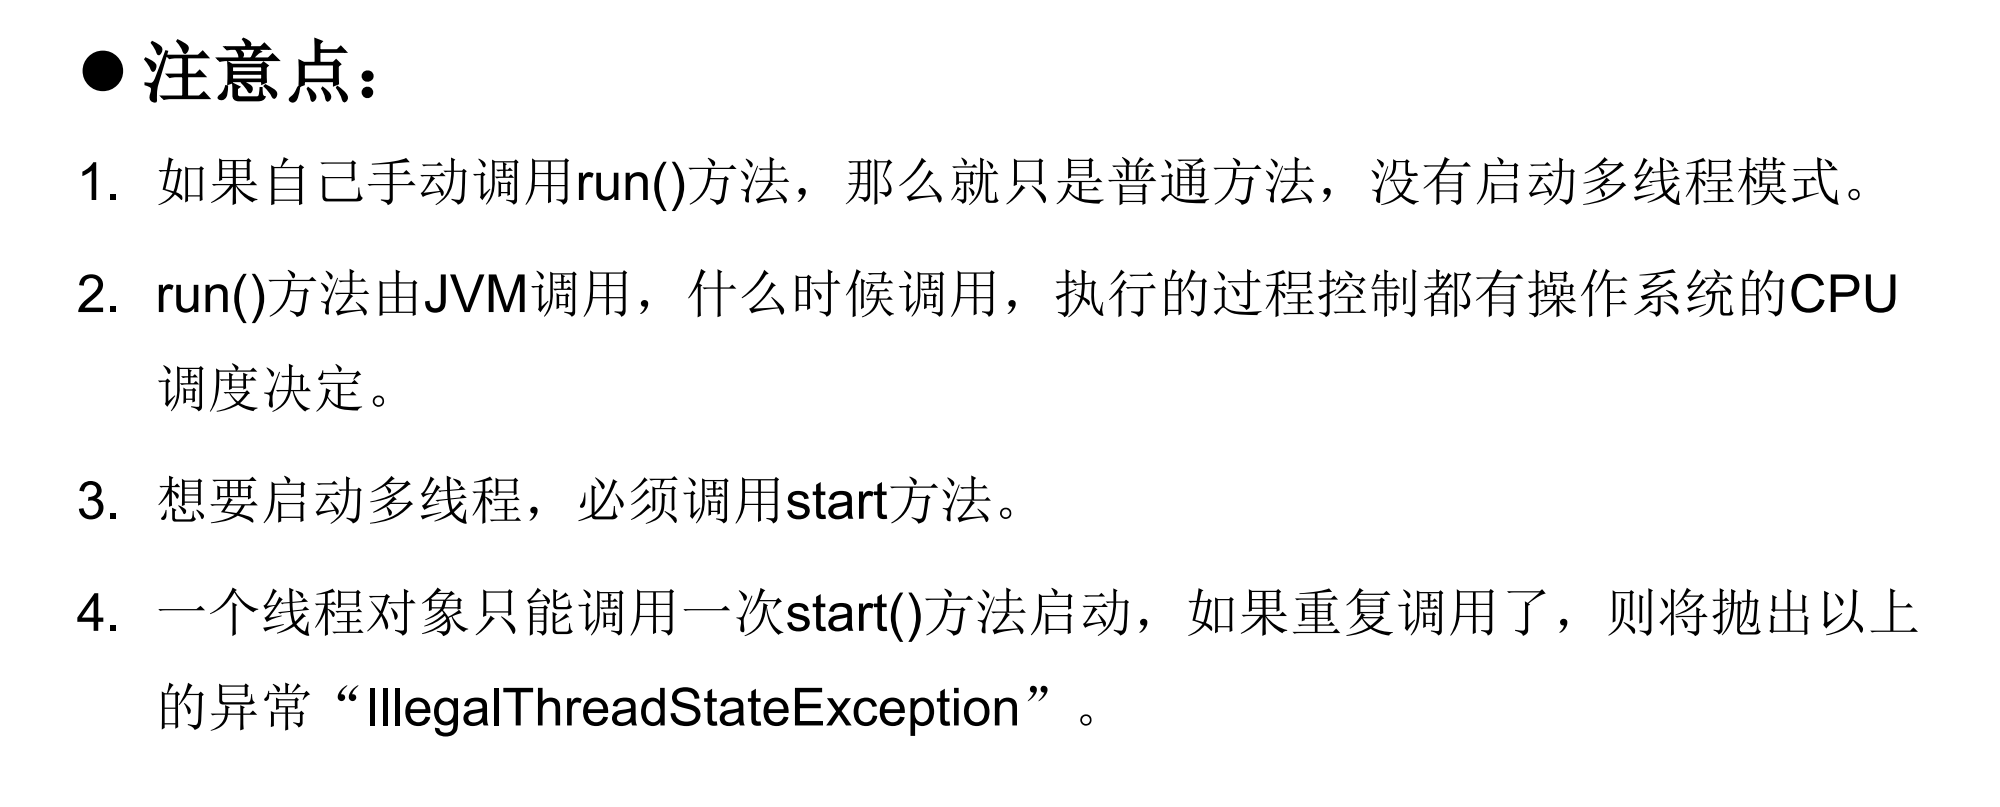 ● 注意点：
1. 如果自己手动调用run()方法，那么就只是普通方法，没有启动多线程模式。
2. run()方法由JVM调用，什么时候调用，执行的过程控制都有操作系统的CPU
调度决定。
3. 想要启动多线程，必须调用start方法。
4. 一个线程对象只能调用一次start()方法启动，如果重复调用了，则将抛出以上
的异常“IllegalThreadStateException”。